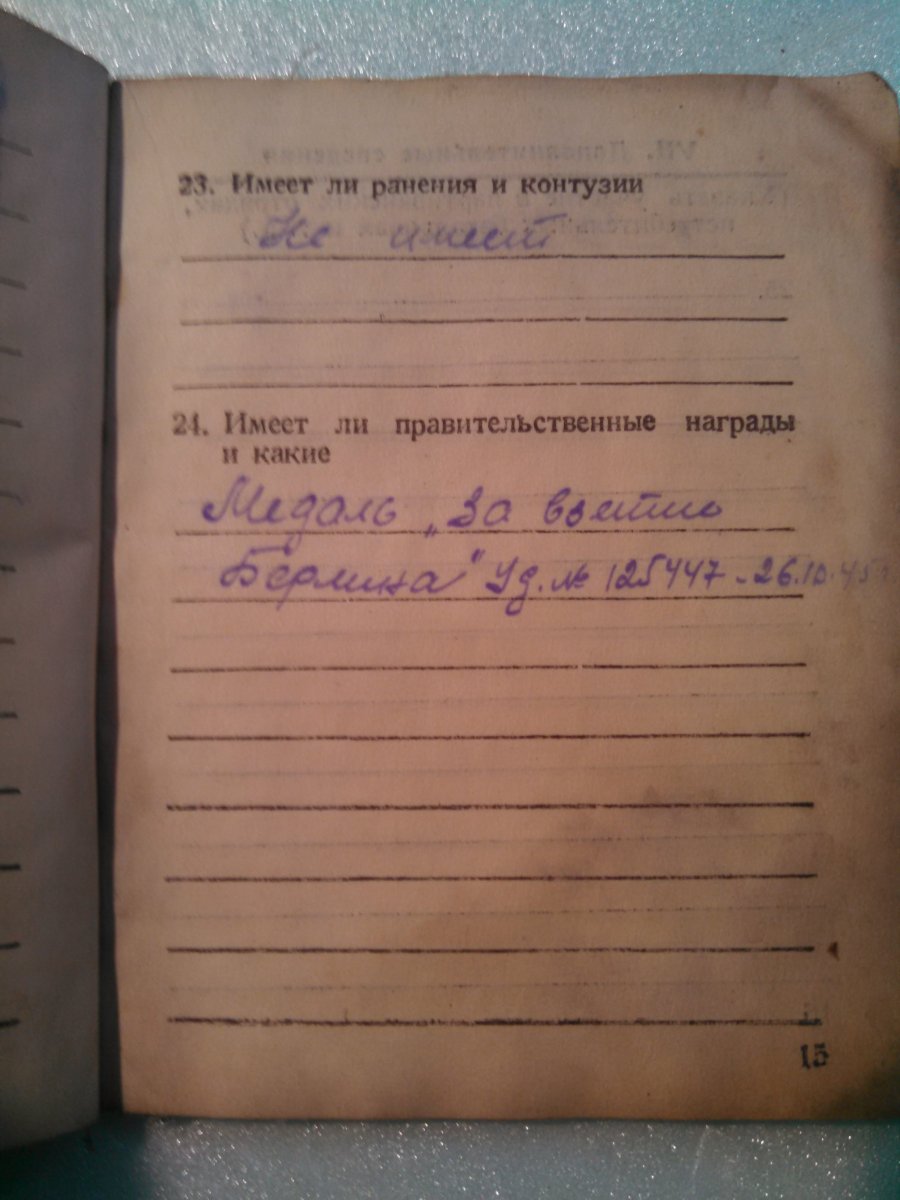 23. Имеет ли ранения и контузии
Не имеет
24. Имеет ли правительственные награды
и какие
Медаль „За взятие
Берлина" Уд. № 125447 - 26.10.45г.
15